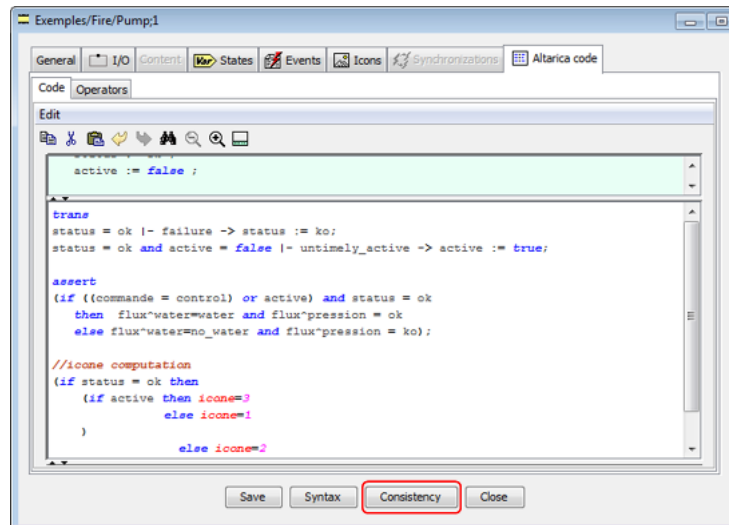 Exemples/Fire/Pump;1
General I/O Content Var States Events Icons Synchronizations Altarica code
Code Operators
Edit
active := false ;
trans
status = ok |- failure -> status := ko;
status = ok and active = false |- untimely_active -> active := true;
assert
(if ((commande = control) or active) and status = ok
then flux^water=water and flux^pression = ok
else flux^water=no_water and flux^pression = ko);
//icone computation
(if status = ok then
(if active then icone=3
else icone=1
)
else icone=2
Save Syntax Consistency Close